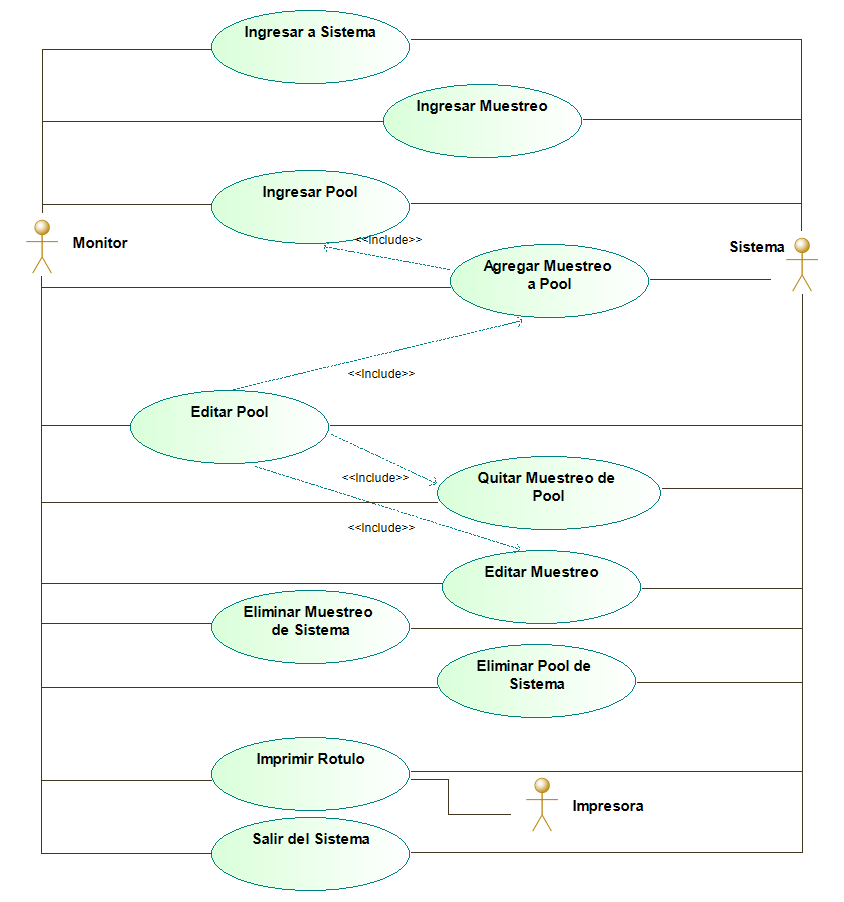 Ingresar a Sistema
Ingresar Muestreo
Ingresar Pool
<<Include>>
Monitor
Sistema
Agregar Muestreo
a Pool
<<Include>>
Editar Pool
<<Include>>
Quitar Muestreo de
Pool
<<Include>>
Editar Muestreo
Eliminar Muestreo
de Sistema
Eliminar Pool de
Sistema
Imprimir Rotulo
Impresora
Salir del Sistema